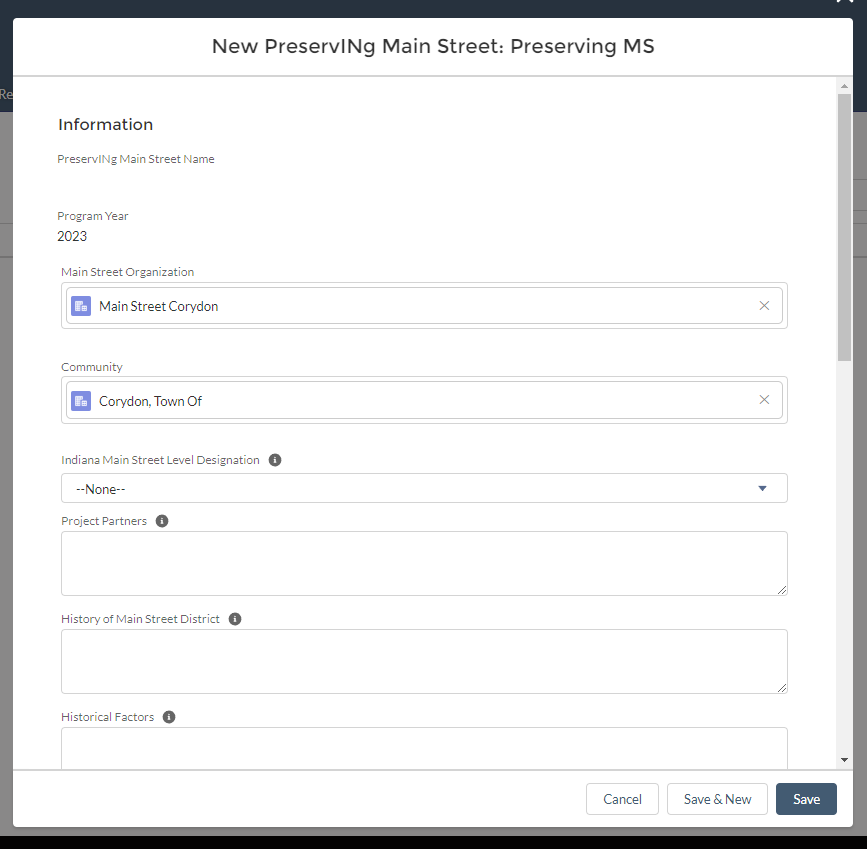 New PreservINg Main Street: Preserving MS
Re
Information
PreservINg Main Street Name
Program Year
2023
Main Street Organization
Main Street Corydon
Community
Corydon, Town Of
Indiana Main Street Level Designation
--None--
Project Partners
History of Main Street District
Historical Factors
Cancel
Save & New
Save